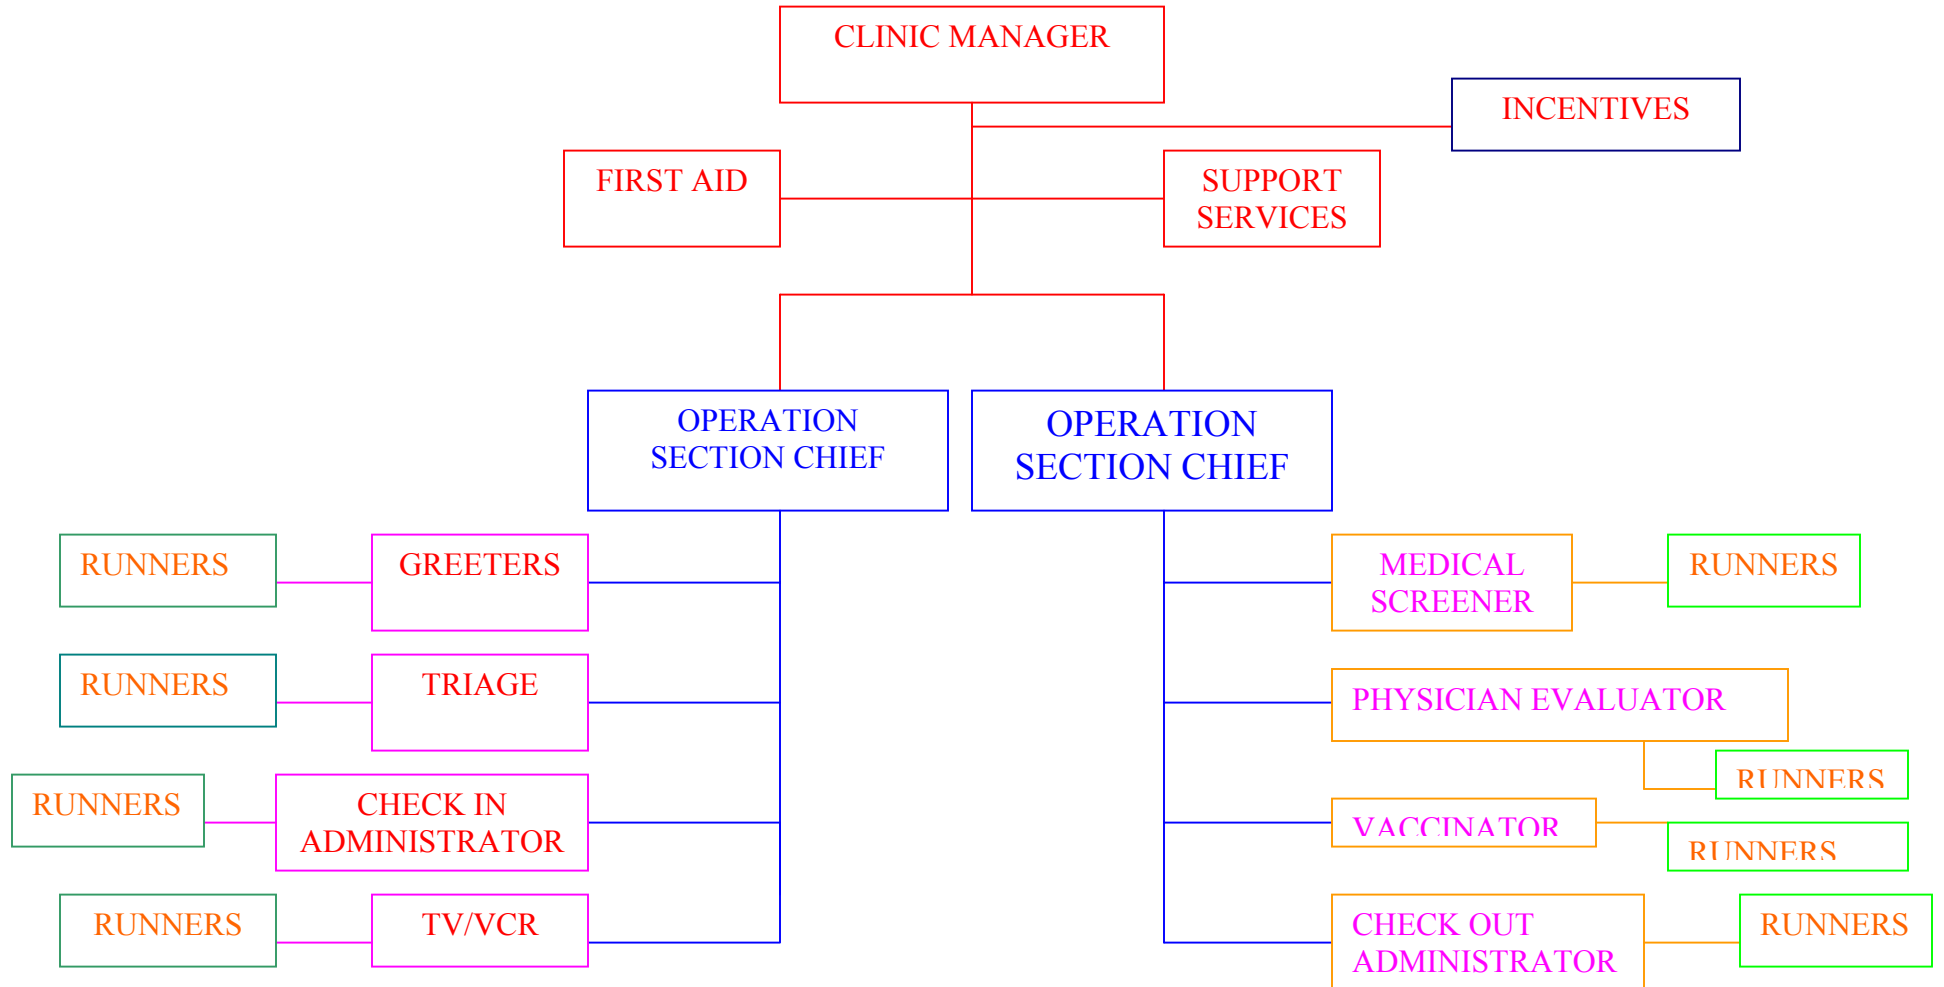 CLINIC MANAGER
INCENTIVES
FIRST AID
SUPPORT
SERVICES
OPERATION
SECTION CHIEF
OPERATION
SECTION CHIEF
RUNNERS
GREETERS
MEDICAL
SCREENER
RUNNERS
RUNNERS
TRIAGE
PHYSICIAN EVALUATOR
RUNNERS
RUNNERS
CHECK IN
ADMINISTRATOR
VACCINATOR
RUNNERS
RUNNERS
TV/VCR
CHECK OUT
ADMINISTRATOR
RUNNERS